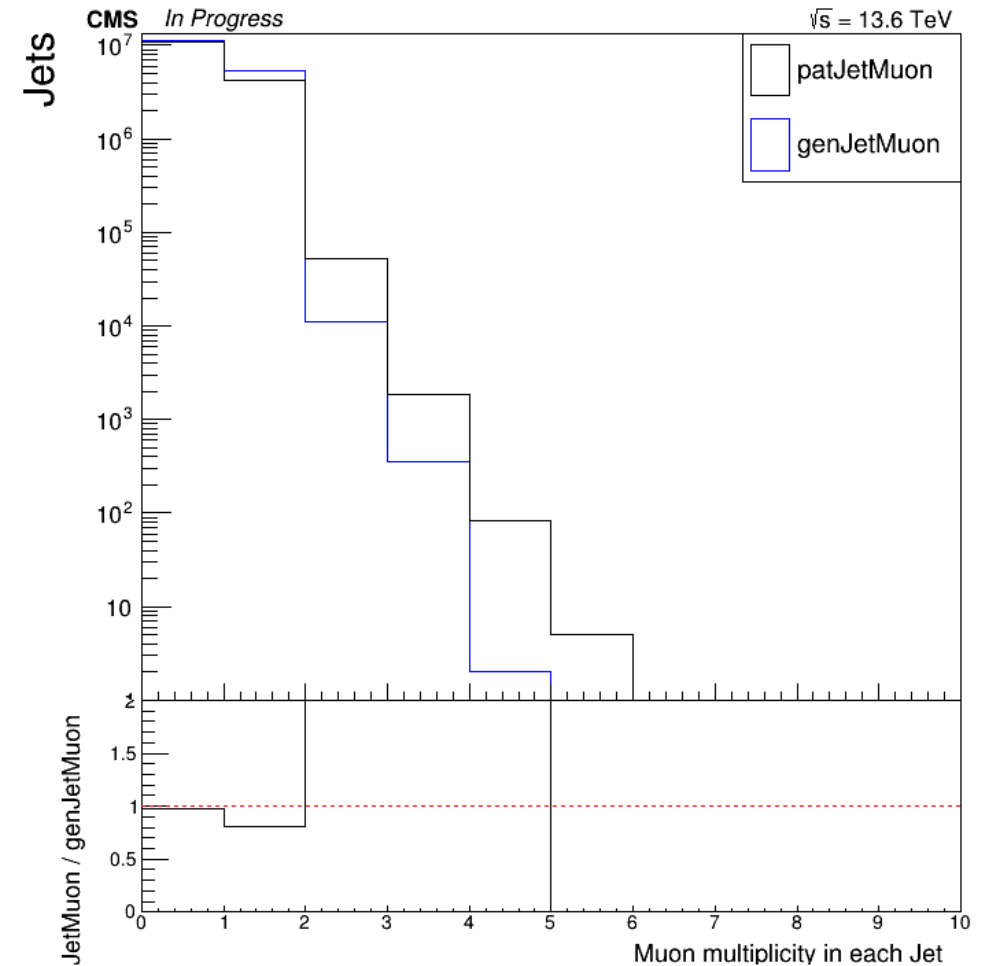 CMS In Progress √s = 13.6 TeV
Jets
patJetMuon
genJetMuon
10⁷
10⁶
10⁵
10⁴
10³
10²
10
2
1.5
1
0.5
0
JetMuon / genJetMuon
0 1 2 3 4 5 6 7 8 9 10
Muon multiplicity in each Jet